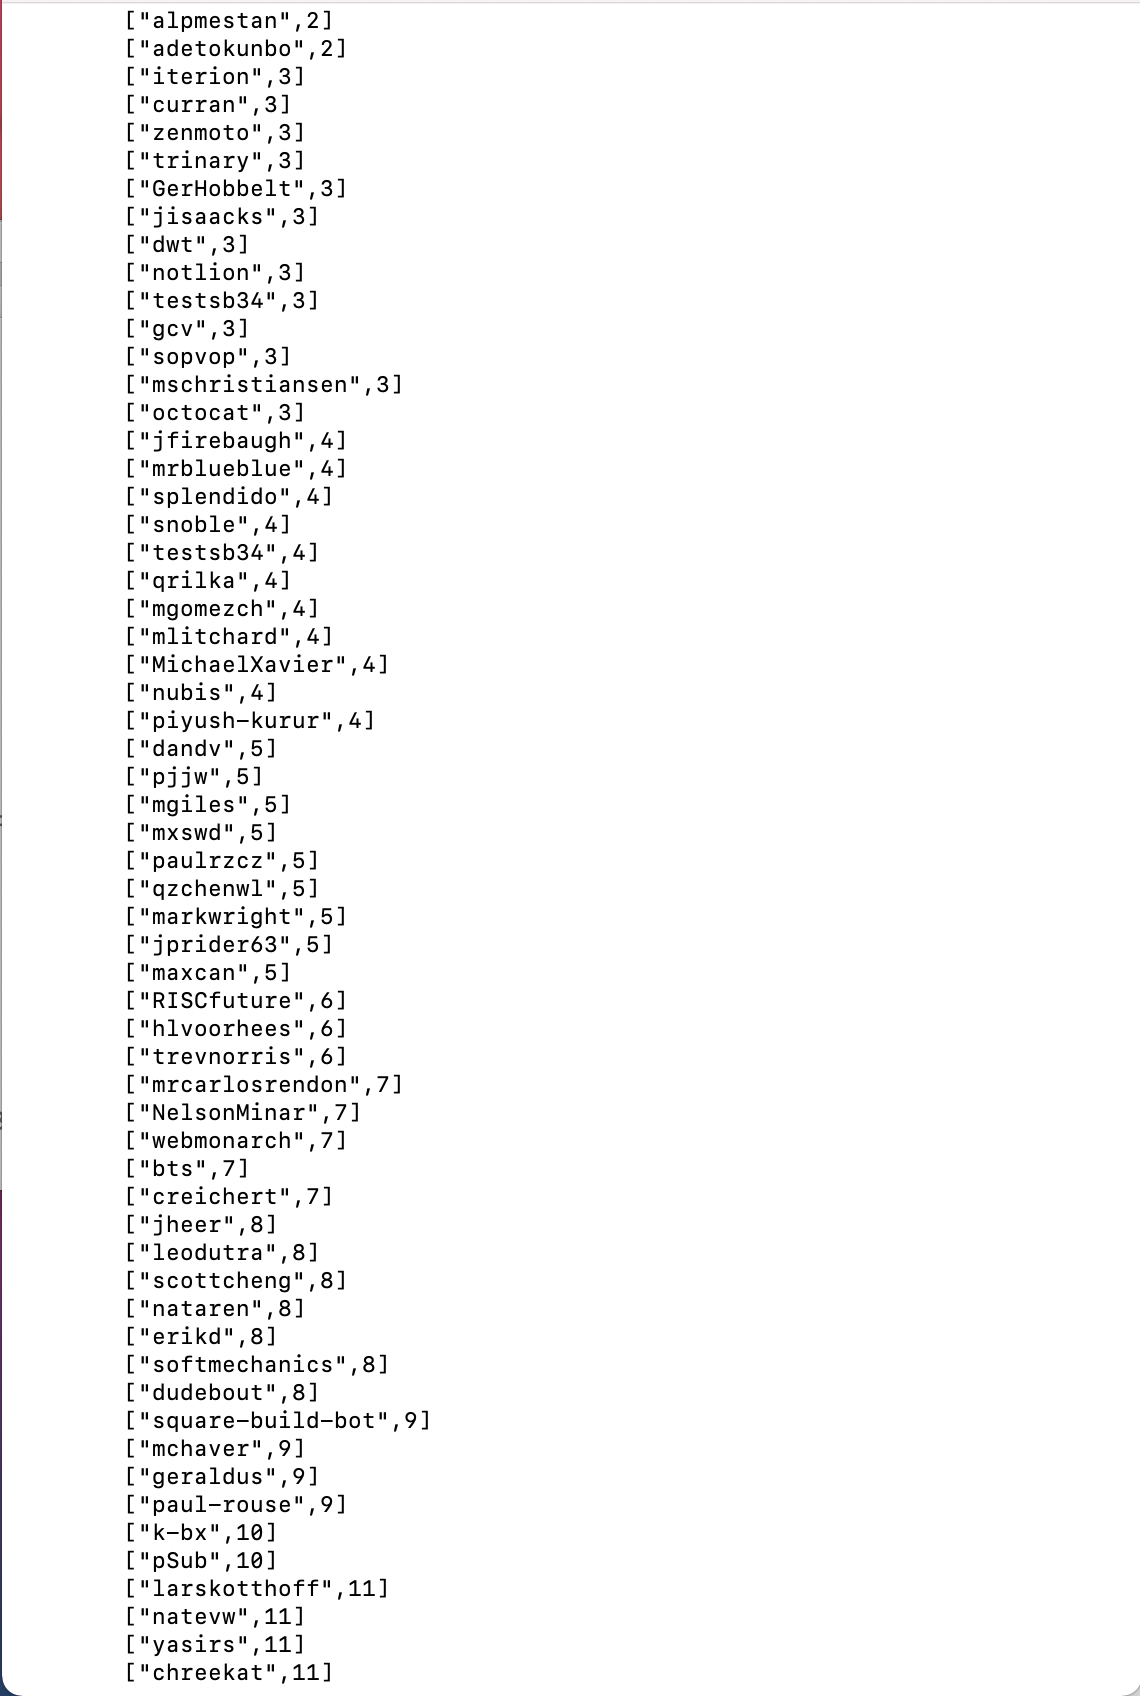 ["alpmestan",2]
["adetokunbo",2]
["iterion",3]
["curran",3]
["zenmoto",3]
["trinary",3]
["GerHobbelt",3]
["jisaacks",3]
["dwt",3]
["notlion",3]
["testsb34",3]
["gcv",3]
["sopvop",3]
["mschristiansen",3]
["octocat",3]
["jfirebaugh",4]
["mrblueblue",4]
["splendido",4]
["snoble",4]
["testsb34",4]
["qrilka",4]
["mgomezch",4]
["mlitchard",4]
["MichaelXavier",4]
["nubis",4]
["piyush-kurur",4]
["dandv",5]
["pjjw",5]
["mgiles",5]
["mxswd",5]
["paulrzcz",5]
["qzchenwl",5]
["markwright",5]
["jprider63",5]
["maxcan",5]
["RISCfuture",6]
["hlvoorhees",6]
["trevnorris",6]
["mrcarlosrendon",7]
["NelsonMinar",7]
["webmonarch",7]
["bts",7]
["creichert",7]
["jheer",8]
["leodutra",8]
["scottcheng",8]
["nataren",8]
["erikd",8]
["softmechanics",8]
["dudebout",8]
["square-build-bot",9]
["mchaver",9]
["geraldus",9]
["paul-rouse",9]
["k-bx",10]
["pSub",10]
["larskotthoff",11]
["natevw",11]
["yasirs",11]
["chreekat",11]